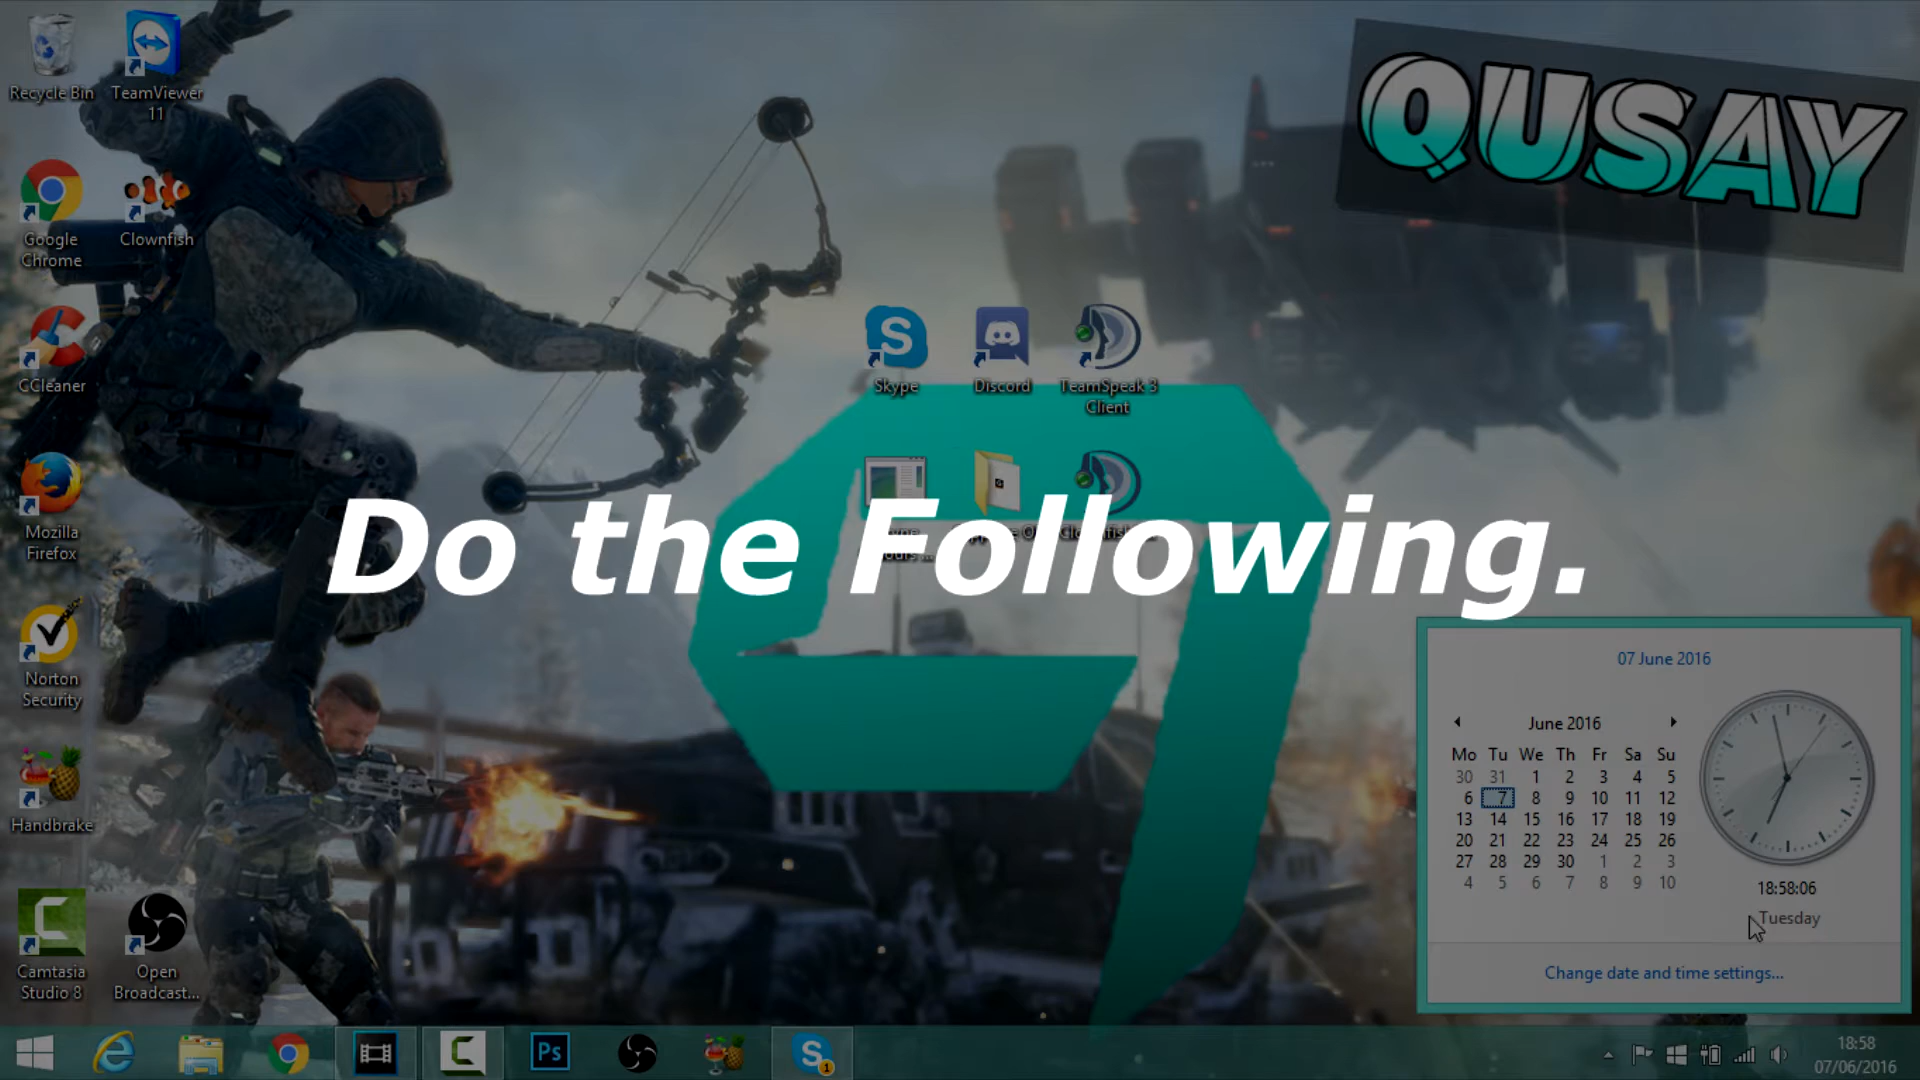 QUSAY
Recycle Bin
TeamViewer
11
Google
Chrome
Clownfish
CCleaner
Skype
Discord
TeamSpeak 3
Client
Mozilla
Firefox
Do the Following.
Norton
Security
Handbrake
Camtasia
Studio 8
Open
Broadcast...
07 June 2016
June 2016
Mo Tu We Th Fr Sa Su
30 31 1 2 3 4 5
6 7 8 9 10 11 12
13 14 15 16 17 18 19
20 21 22 23 24 25 26
27 28 29 30 1 2 3
4 5 6 7 8 9 10
18:58:06
Tuesday
Change date and time settings...
Ps
1
18:58
07/06/2016